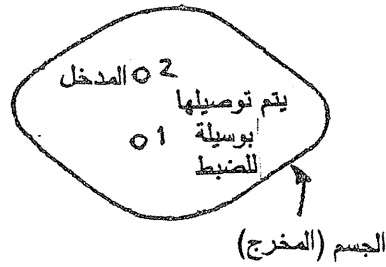 المدخل 2
يتم توصيلها
بوسيلة 1
للضبط
الجسم (المخرج)